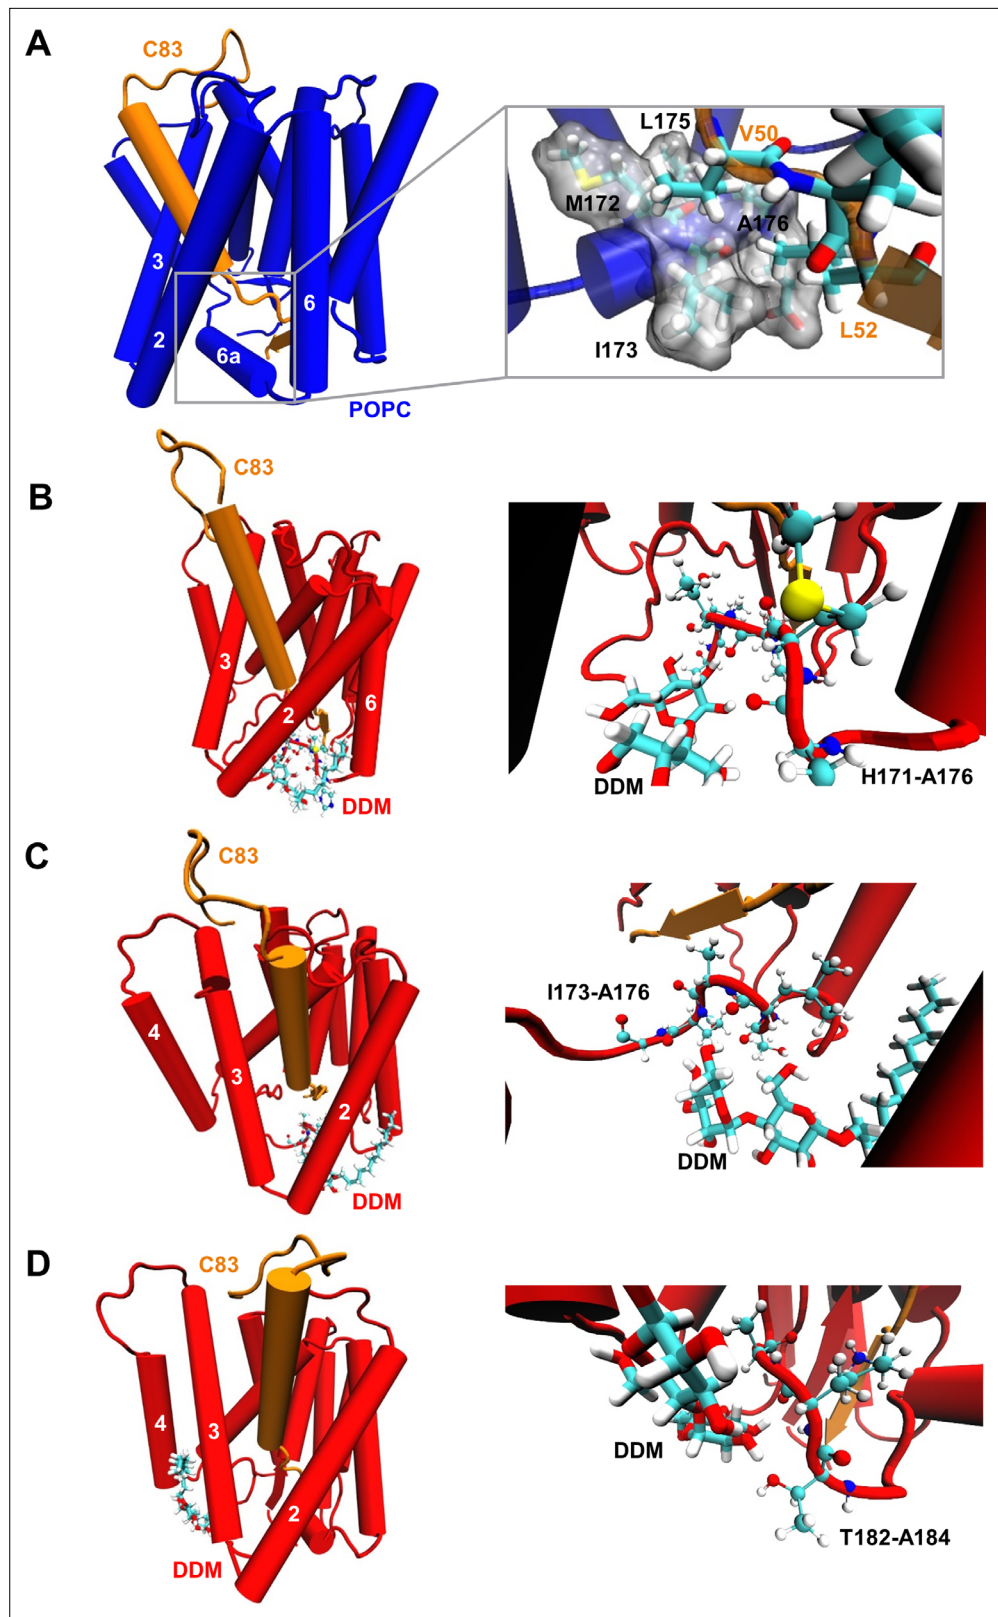 A
C83
3
2
6a
6
POPC
L175
V50
M172
A176
I173
L52
B
C83
3
2
6
DDM
DDM
H171-A176
C
C83
4
3
2
DDM
I173-A176
DDM
D
C83
4
3
2
DDM
DDM
T182-A184